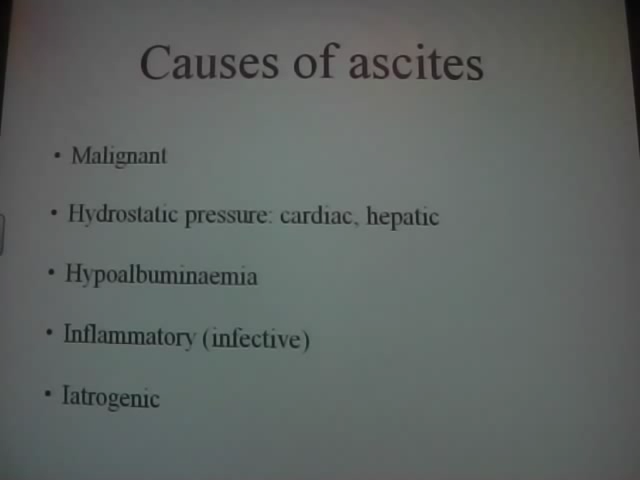 Causes of ascites
• Malignant
• Hydrostatic pressure: cardiac, hepatic
• Hypoalbuminaemia
• Inflammatory (infective)
• Iatrogenic